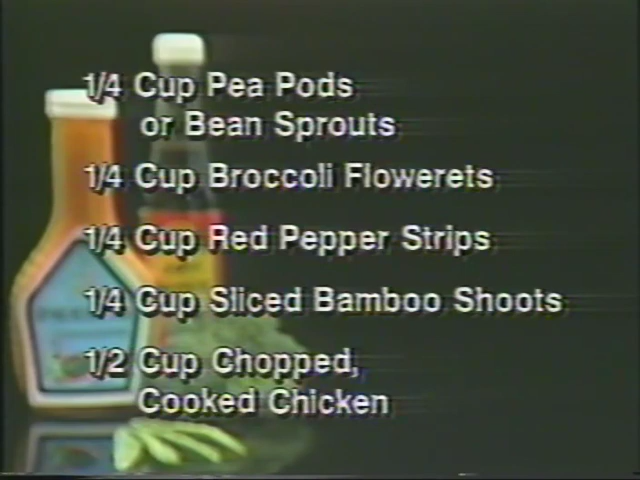 1/4 Cup Pea Pods
or Bean Sprouts
1/4 Cup Broccoli Flowerets
1/4 Cup Red Pepper Strips
1/4 Cup Sliced Bamboo Shoots
1/2 Cup Chopped,
Cooked Chicken